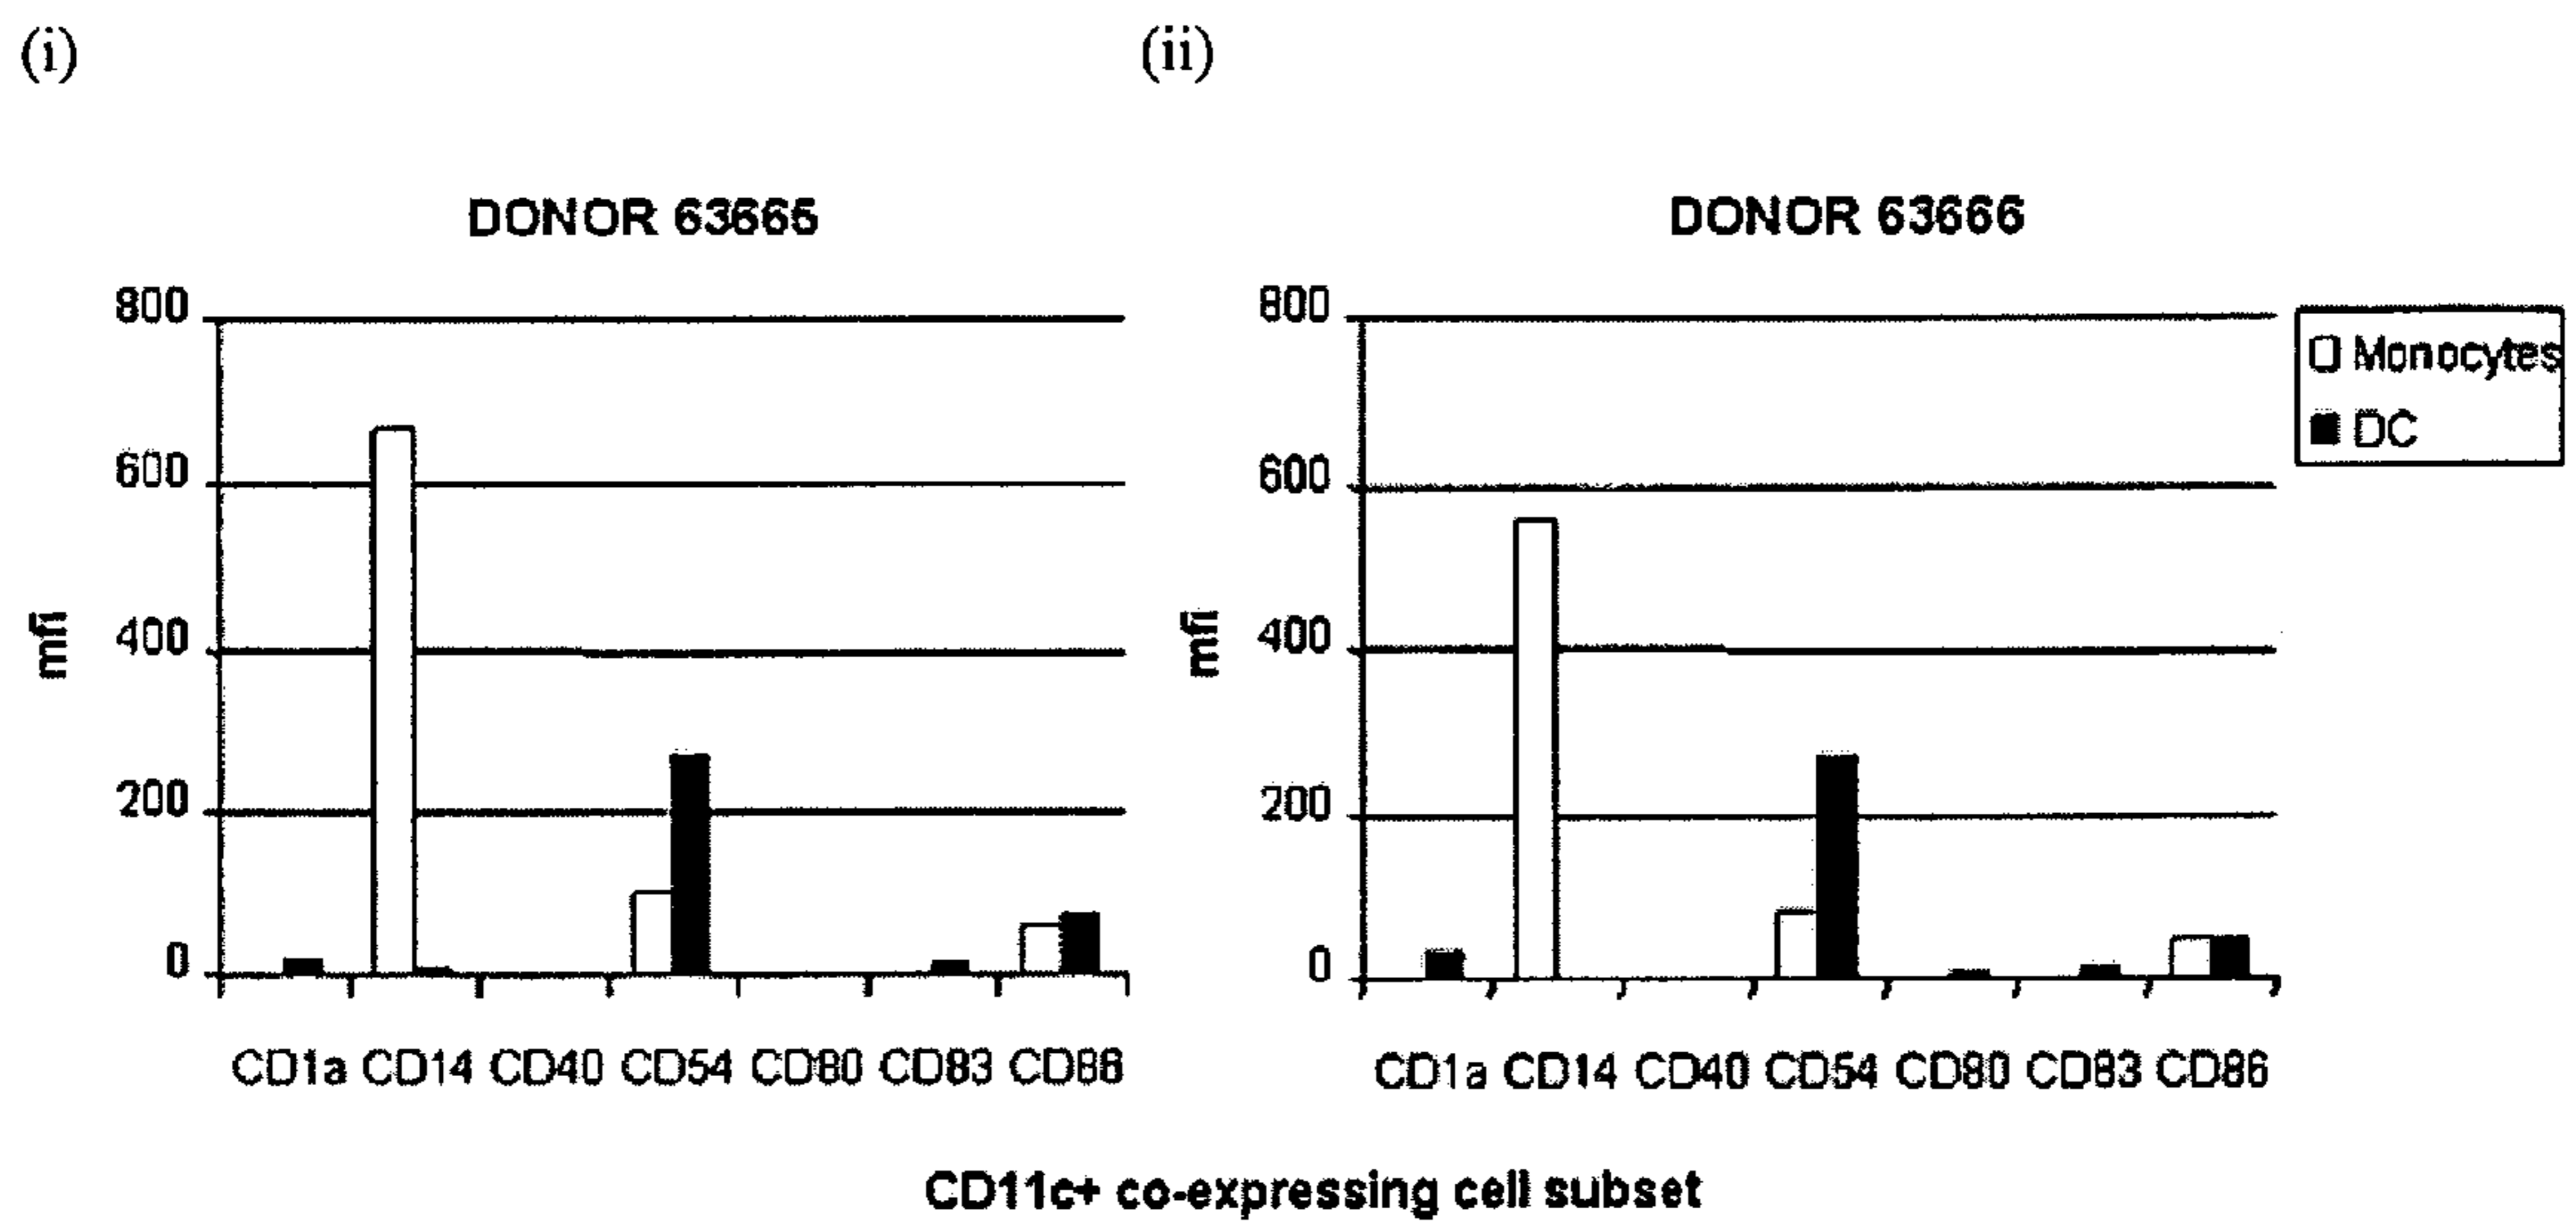 (i)
(ii)
DONOR 63665
DONOR 63666
800
600
400
200
0
mfi
CD1a CD14 CD40 CD54 CD80 CD83 CD86
800
600
400
200
0
mfi
CD1a CD14 CD40 CD54 CD80 CD83 CD86
Monocytes
DC
CD11c+ co-expressing cell subset